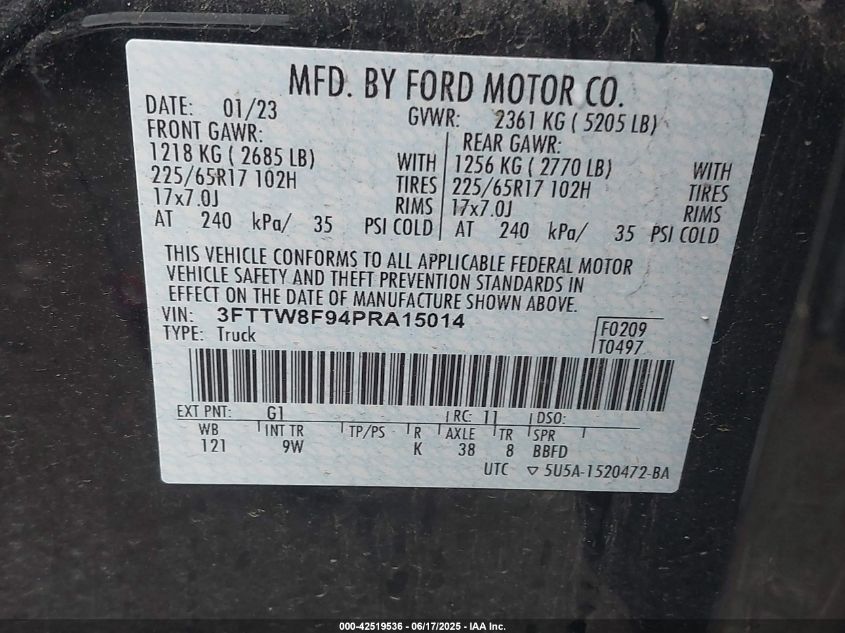 MFD. BY FORD MOTOR CO.
DATE: 01/23 GVWR: 2361 KG ( 5205 LB)
FRONT GAWR: REAR GAWR:
1218 KG ( 2685 LB) WITH 1256 KG ( 2770 LB) WITH
225/65R17 102H TIRES 225/65R17 102H TIRES
17x7.0J RIMS 17x7.0J RIMS
AT 240 kPa/ 35 PSI COLD AT 240 kPa/ 35 PSI COLD
THIS VEHICLE CONFORMS TO ALL APPLICABLE FEDERAL MOTOR
VEHICLE SAFETY AND THEFT PREVENTION STANDARDS IN
EFFECT ON THE DATE OF MANUFACTURE SHOWN ABOVE.
VIN: 3FTTW8F94PRA15014
TYPE: Truck
F0209
T0497
EXT PNT: G1 RC: 11 DSO:
WB INT TR TP/PS R AXLE TR SPR
121 9W K 38 8 BBFD
UTC ▽ 5U5A-1520472-BA
000-42519536 - 06/17/2025 - IAA Inc.